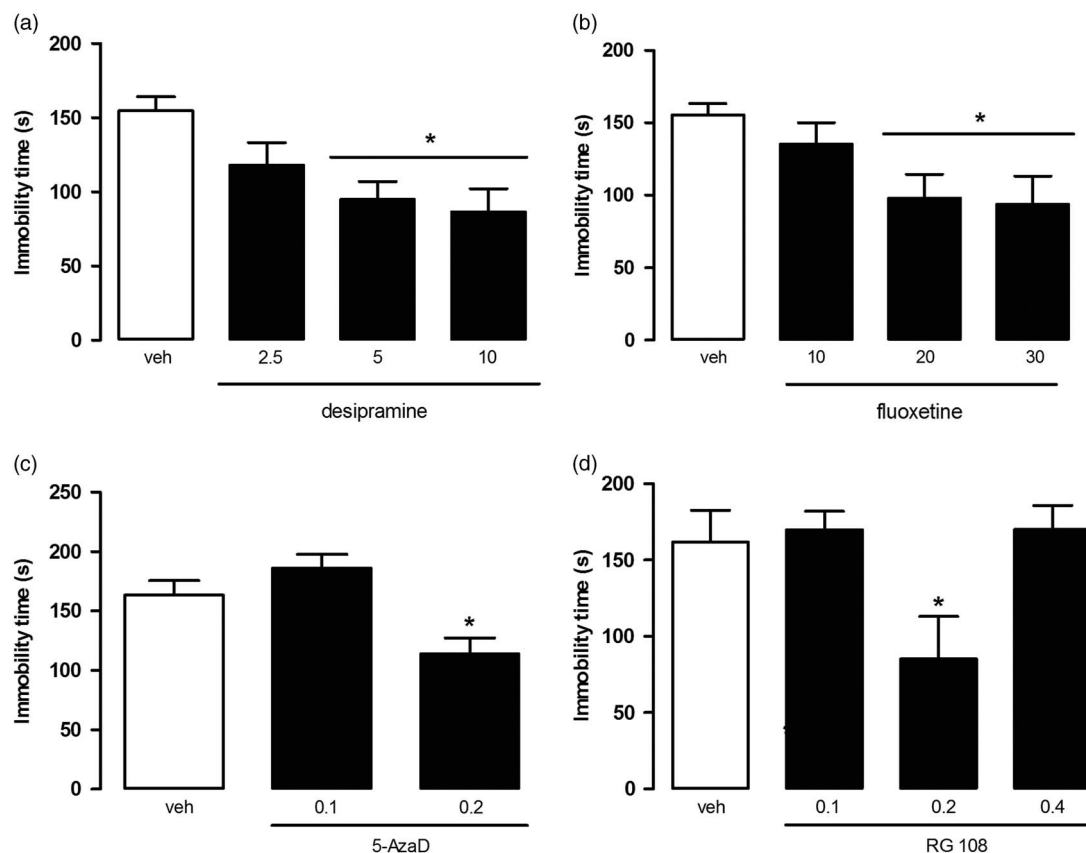 (a)
200
150
100
50
0
Immobility time (s)
*
veh 2.5 5 10
desipramine
(b)
200
150
100
50
0
Immobility time (s)
*
veh 10 20 30
fluoxetine
(c)
250
200
150
100
50
0
Immobility time (s)
*
veh 0.1 0.2
5-AzaD
(d)
200
150
100
50
0
Immobility time (s)
*
veh 0.1 0.2 0.4
RG 108